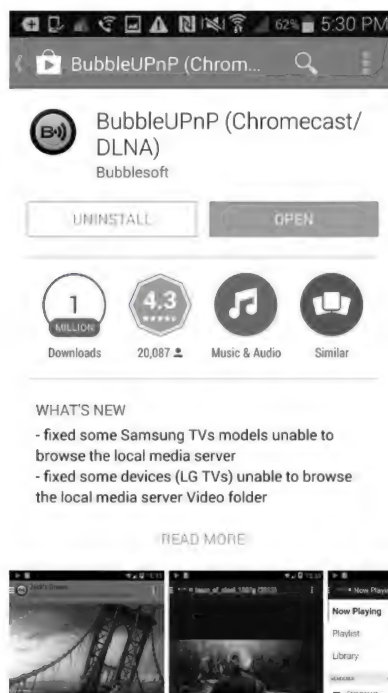 62% 5:30 PM
BubbleUPnP (Chrom...
B
BubbleUPnP (Chromecast/
DLNA)
Bubblesoft
UNINSTALL OPEN
1
MILLION
4.3
Downloads 20,087 Music & Audio Similar
WHAT'S NEW
- fixed some Samsung TVs models unable to
browse the local media server
- fixed some devices (LG TVs) unable to browse
the local media server Video folder
READ MORE
Now Playing
Playlist
Library